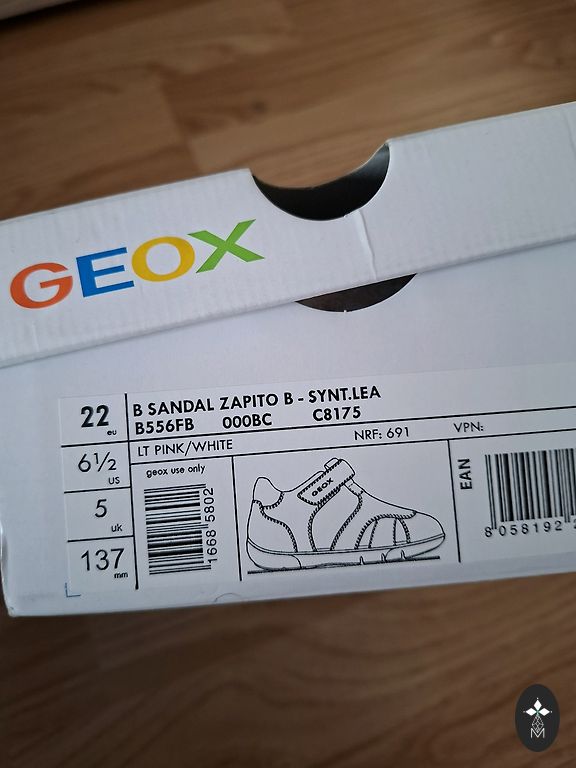 GEOX
22 eu
B SANDAL ZAPITO B - SYNT.LEA
B556FB 000BC C8175
LT PINK/WHITE
NRF: 691
VPN:
6½ us
5 uk
137 mm
geox use only
1668 5802
GEOX
EAN
8 058192
M